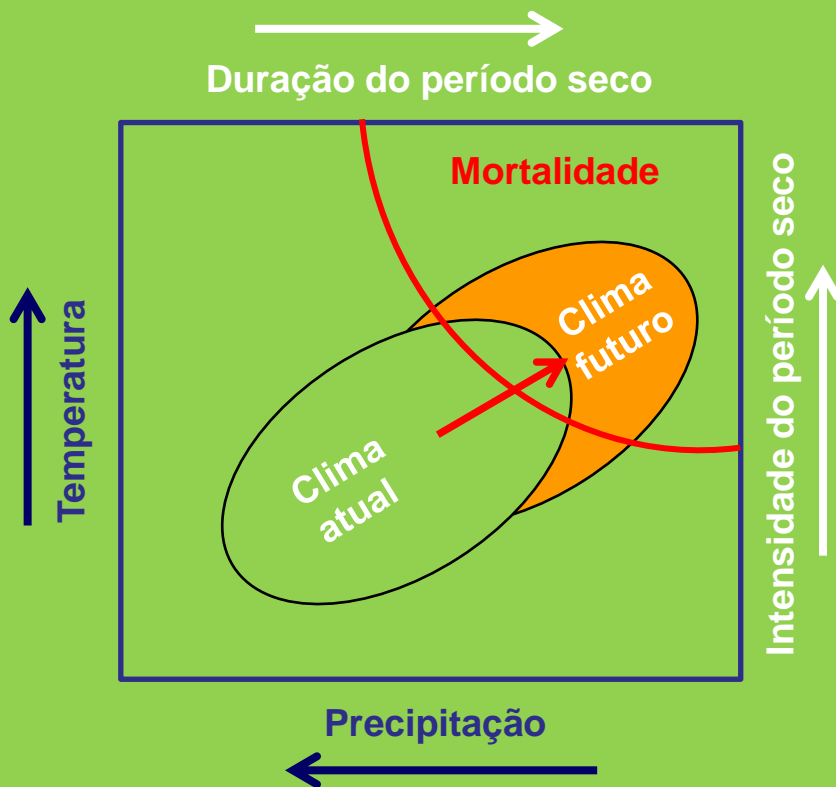 Duração do período seco
Mortalidade
Clima
futuro
Clima
atual
Temperatura
Intensidade do período seco
Precipitação